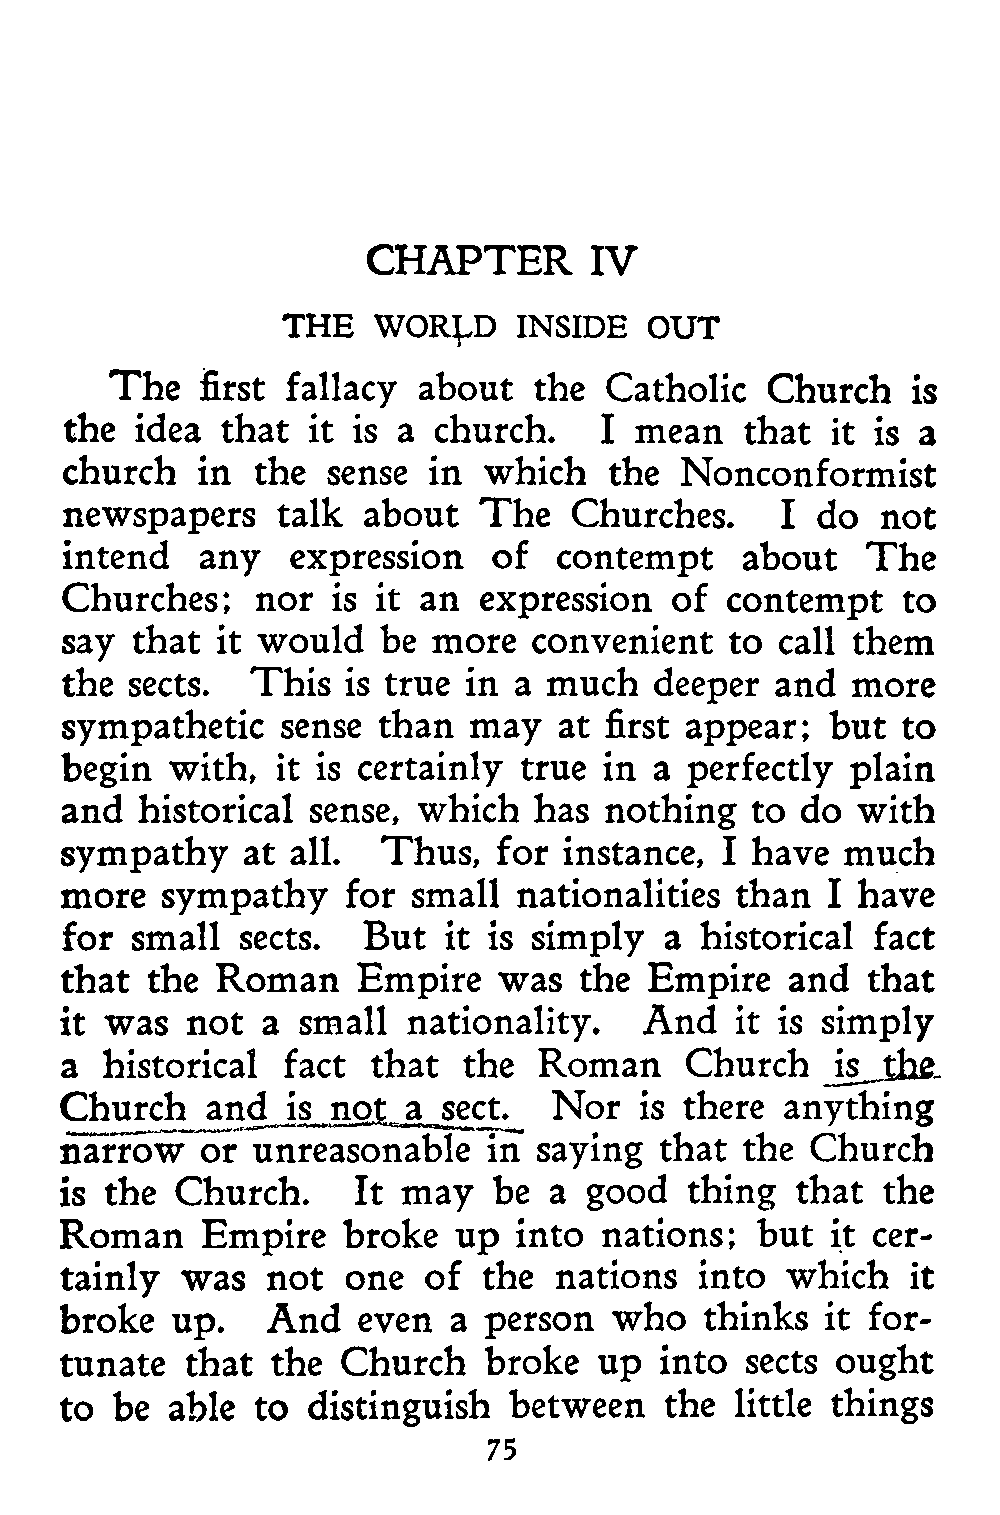 CHAPTER IV
THE WORLD INSIDE OUT
The first fallacy about the Catholic Church is
the idea that it is a church. I mean that it is a
church in the sense in which the Nonconformist
newspapers talk about The Churches. I do not
intend any expression of contempt about The
Churches; nor is it an expression of contempt to
say that it would be more convenient to call them
the sects. This is true in a much deeper and more
sympathetic sense than may at first appear; but to
begin with, it is certainly true in a perfectly plain
and historical sense, which has nothing to do with
sympathy at all. Thus, for instance, I have much
more sympathy for small nationalities than I have
for small sects. But it is simply a historical fact
that the Roman Empire was the Empire and that
it was not a small nationality. And it is simply
a historical fact that the Roman Church is the
Church and is not a sect. Nor is there anything
narrow or unreasonable in saying that the Church
is the Church. It may be a good thing that the
Roman Empire broke up into nations; but it cer-
tainly was not one of the nations into which it
broke up. And even a person who thinks it for-
tunate that the Church broke up into sects ought
to be able to distinguish between the little things
75